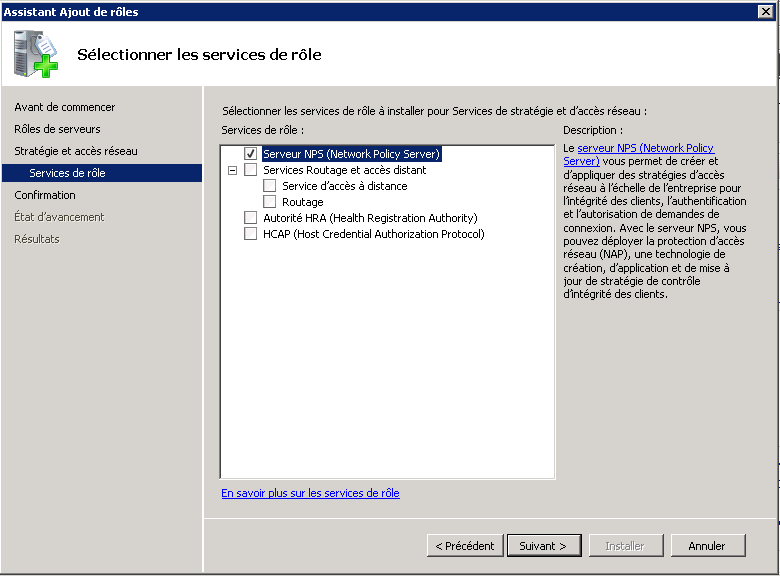 Assistant Ajout de rôles
Sélectionner les services de rôle
Avant de commencer
Rôles de serveurs
Stratégie et accès réseau
Services de rôle
Confirmation
État d'avancement
Résultats
Sélectionner les services de rôle à installer pour Services de stratégie et d'accès réseau :
Services de rôle :
Serveur NPS (Network Policy Server)
Services Routage et accès distant
Service d'accès à distance
Routage
Autorité HRA (Health Registration Authority)
HCAP (Host Credential Authorization Protocol)
En savoir plus sur les services de rôle
Description :
Le serveur NPS (Network Policy
Server) vous permet de créer et
d'appliquer des stratégies d'accès
réseau à l'échelle de l'entreprise pour
l'intégrité des clients, l'authentification
et l'autorisation de demandes de
connexion. Avec le serveur NPS, vous
pouvez déployer la protection d'accès
réseau (NAP), une technologie de
création, d'application et de mise à
jour de stratégie de contrôle
d'intégrité des clients.
< Précédent
Suivant >
Installer
Annuler